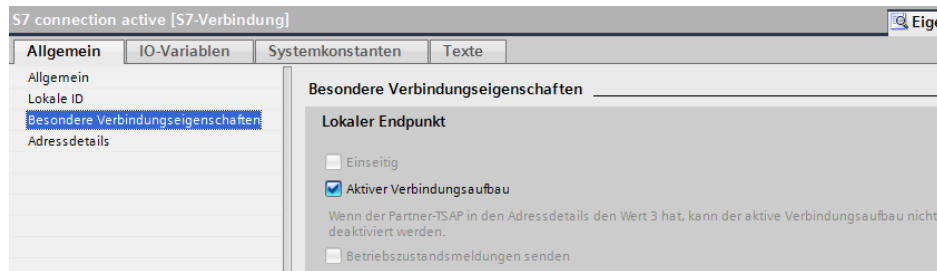 S7 connection active [S7-Verbindung]
Allgemein IO-Variablen Systemkonstanten Texte
Allgemein
Lokale ID
Besondere Verbindungseigenschaften
Adressdetails
Besondere Verbindungseigenschaften
Lokaler Endpunkt
Einseitig
Aktiver Verbindungsaufbau
Wenn der Partner-TSAP in den Adressdetails den Wert 3 hat, kann der aktive Verbindungsaufbau nicht
deaktiviert werden.
Betriebszustandsmeldungen senden